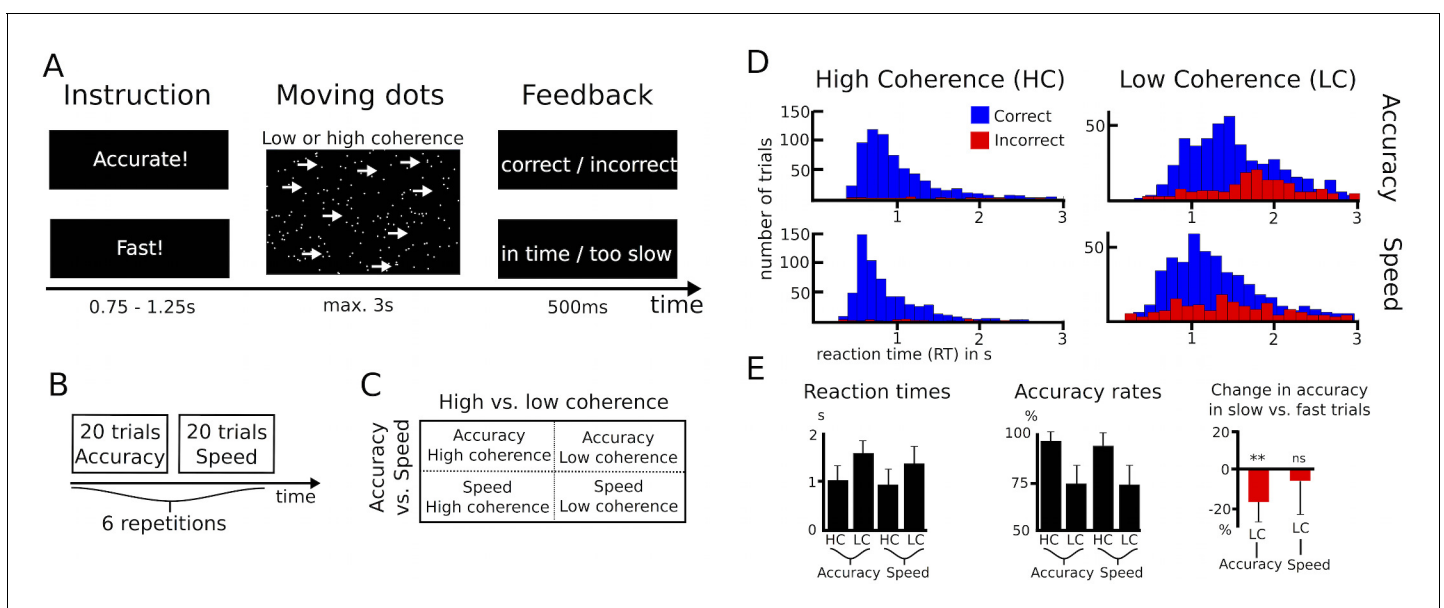 A
Instruction
Moving dots
Feedback
Low or high coherence
Accurate!
correct / incorrect
Fast!
in time / too slow
0.75 - 1.25s
max. 3s
500ms
time
B
20 trials
Accuracy
20 trials
Speed
time
6 repetitions
C
High vs. low coherence
Accuracy
vs. Speed
Accuracy
High coherence
Accuracy
Low coherence
Speed
High coherence
Speed
Low coherence
D
High Coherence (HC)
Low Coherence (LC)
Accuracy
Speed
number of trials
150
100
50
Correct
Incorrect
1
2
3
50
1
2
3
150
100
50
1
2
3
reaction time (RT) in s
50
1
2
3
E
Reaction times
s
2
1
0
HC LC HC LC
Accuracy Speed
Accuracy rates
%
100
75
50
HC LC HC LC
Accuracy Speed
Change in accuracy
in slow vs. fast trials
20
0
-20
%
** ns
LC LC
Accuracy Speed